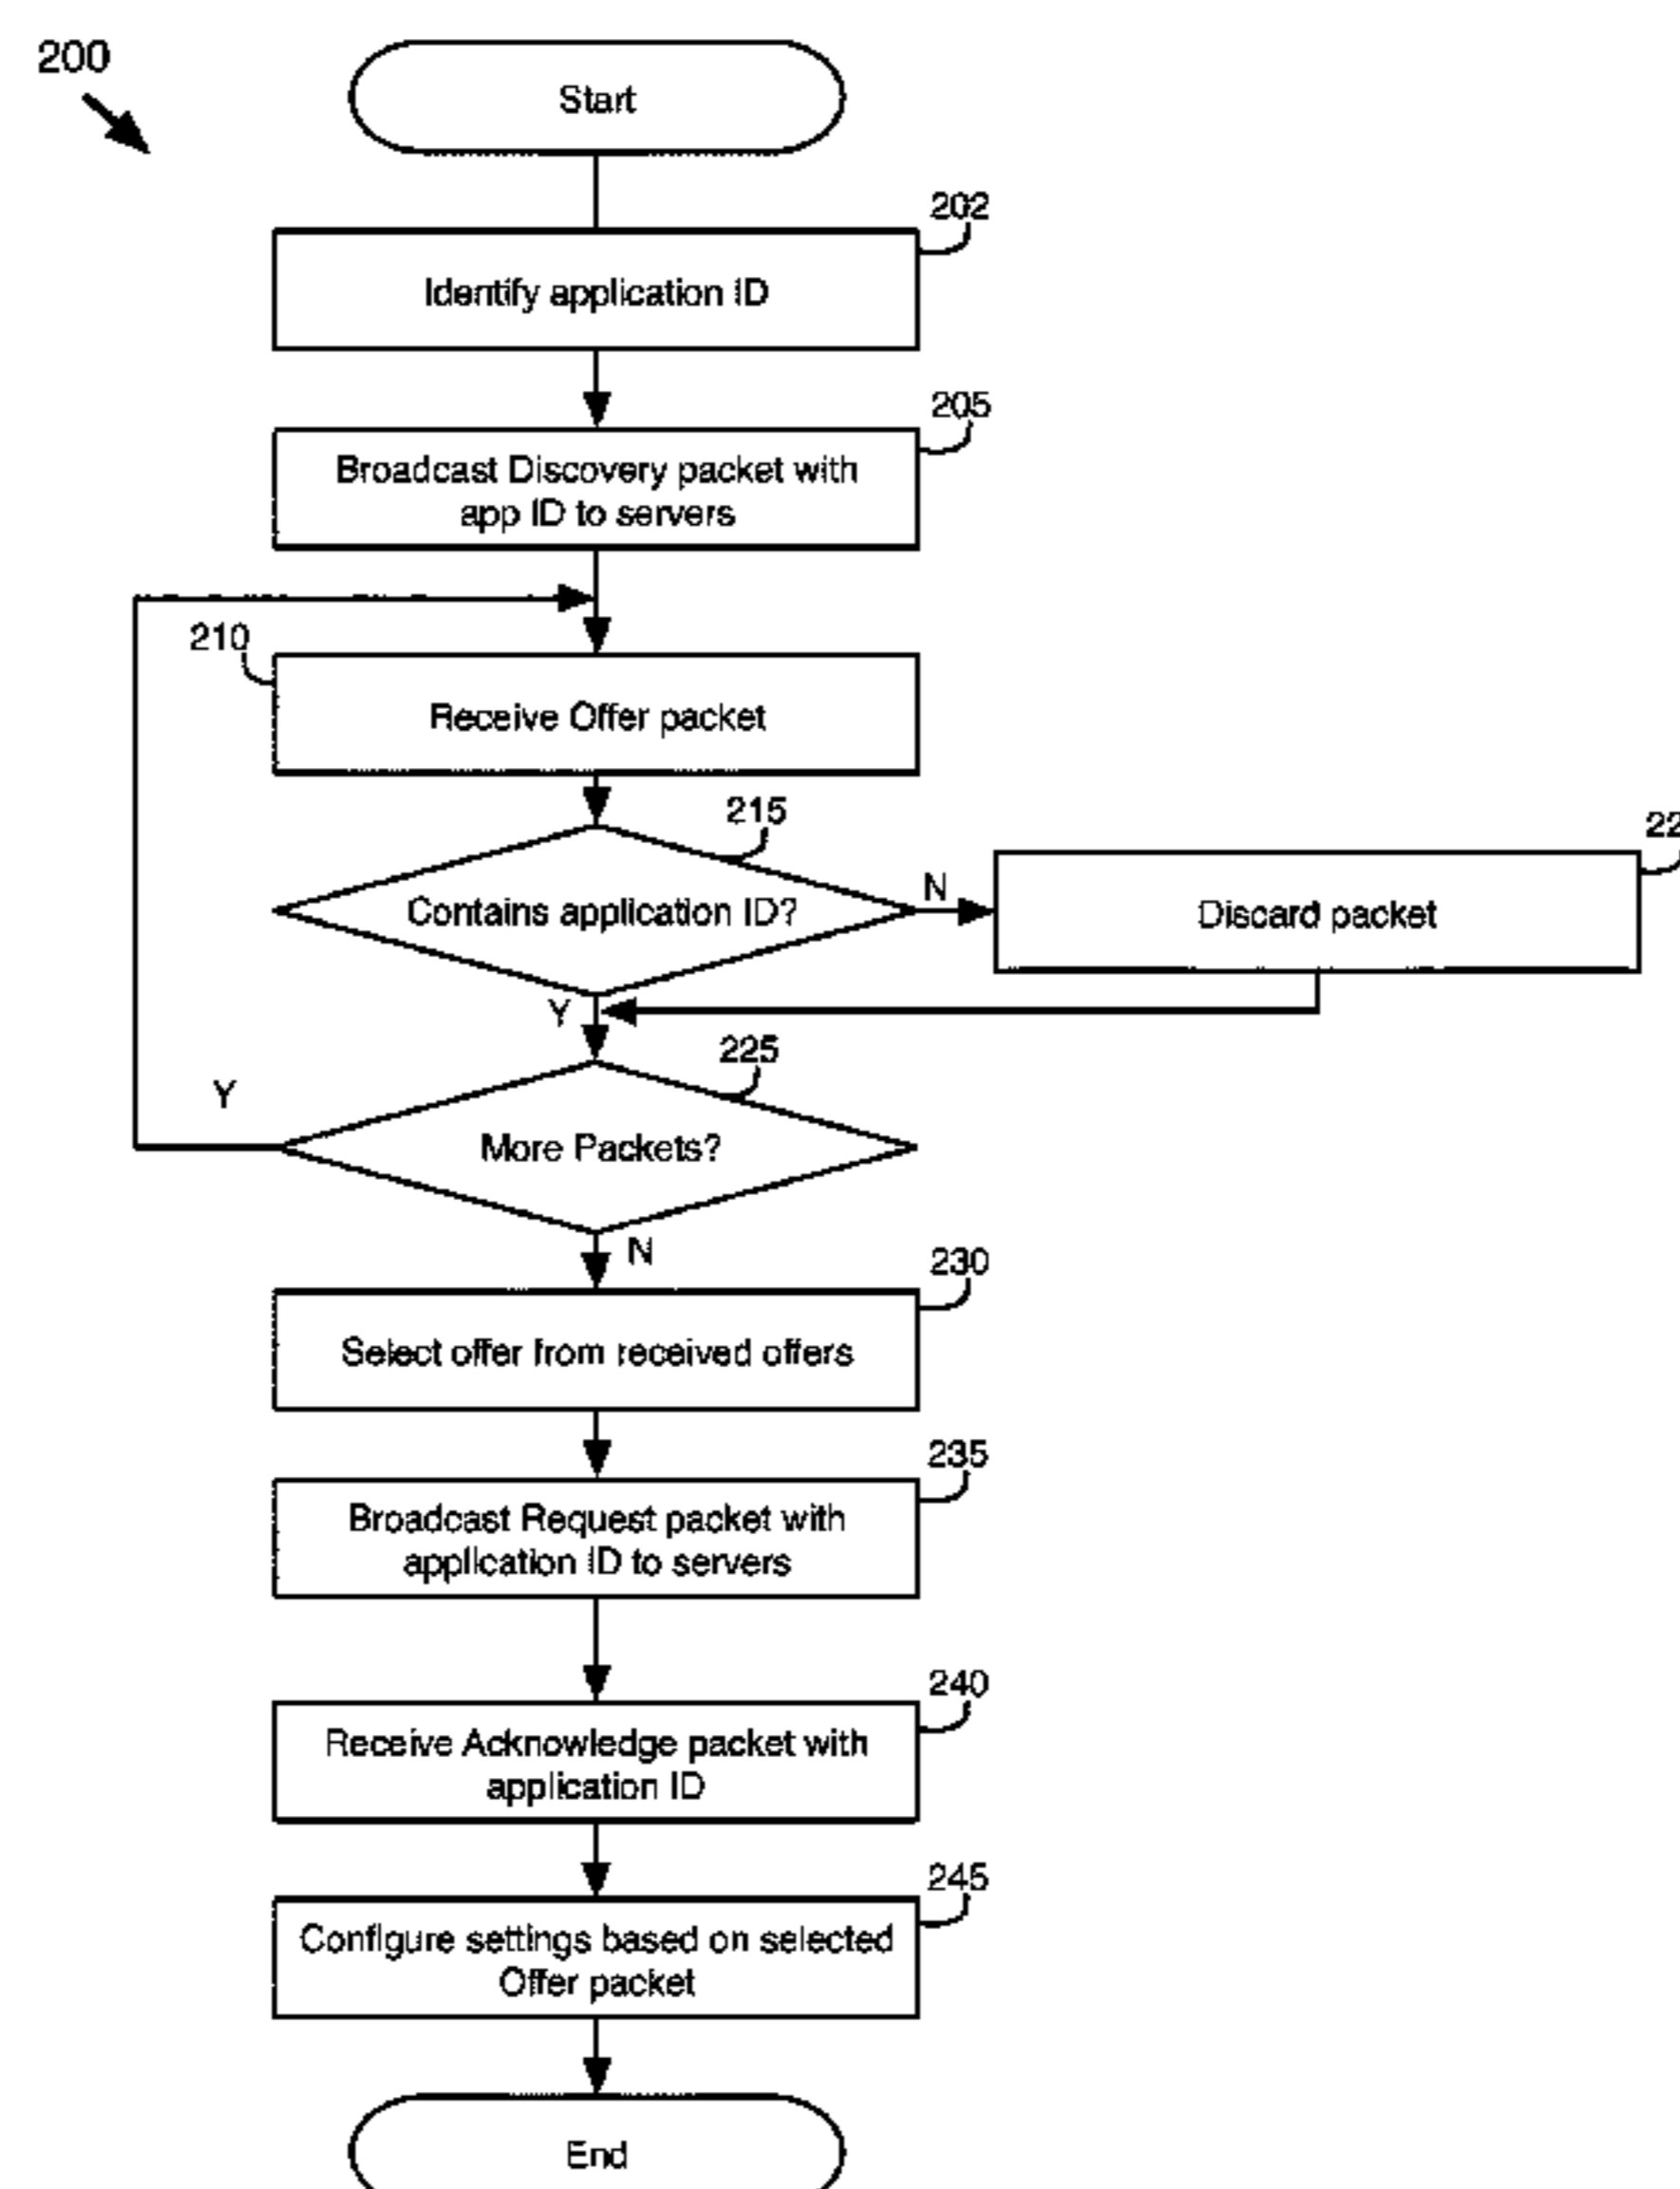 200
Start
202
Identify application ID
205
Broadcast Discovery packet with
app ID to servers
210
Receive Offer packet
215
Contains application ID?
N
22
Discard packet
Y
225
Y
More Packets?
N
230
Select offer from received offers
235
Broadcast Request packet with
application ID to servers
240
Receive Acknowledge packet with
application ID
245
Configure settings based on selected
Offer packet
End